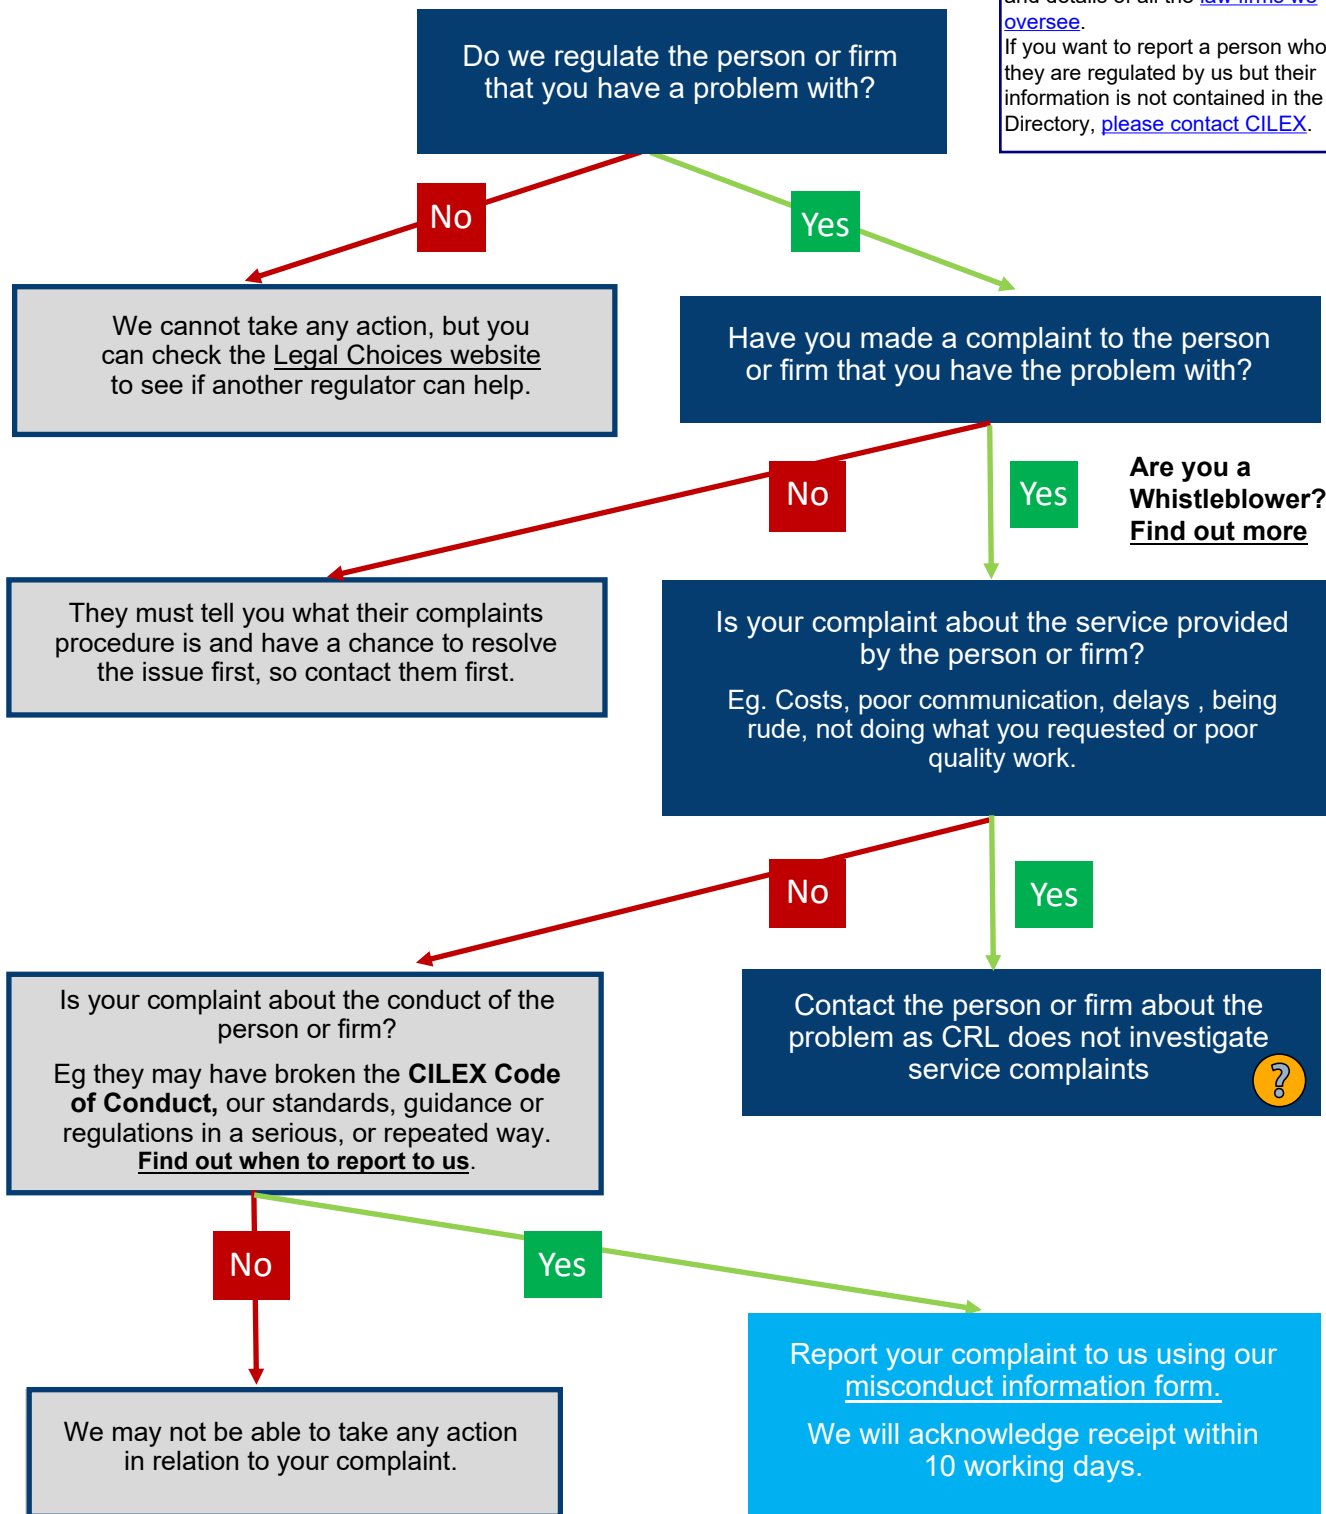 and details of all the law firms we
oversee.
If you want to report a person who
they are regulated by us but their
information is not contained in the
Directory, please contact CILEX.
Do we regulate the person or firm
that you have a problem with?
No
Yes
We cannot take any action, but you
can check the Legal Choices website
to see if another regulator can help.
Have you made a complaint to the person
or firm that you have the problem with?
No
Yes
Are you a
Whistleblower?
Find out more
They must tell you what their complaints
procedure is and have a chance to resolve
the issue first, so contact them first.
Is your complaint about the service provided
by the person or firm?
Eg. Costs, poor communication, delays , being
rude, not doing what you requested or poor
quality work.
No
Yes
Is your complaint about the conduct of the
person or firm?
Eg they may have broken the CILEX Code
of Conduct, our standards, guidance or
regulations in a serious, or repeated way.
Find out when to report to us.
Contact the person or firm about the
problem as CRL does not investigate
service complaints
?
No
Yes
We may not be able to take any action
in relation to your complaint.
Report your complaint to us using our
misconduct information form.
We will acknowledge receipt within
10 working days.